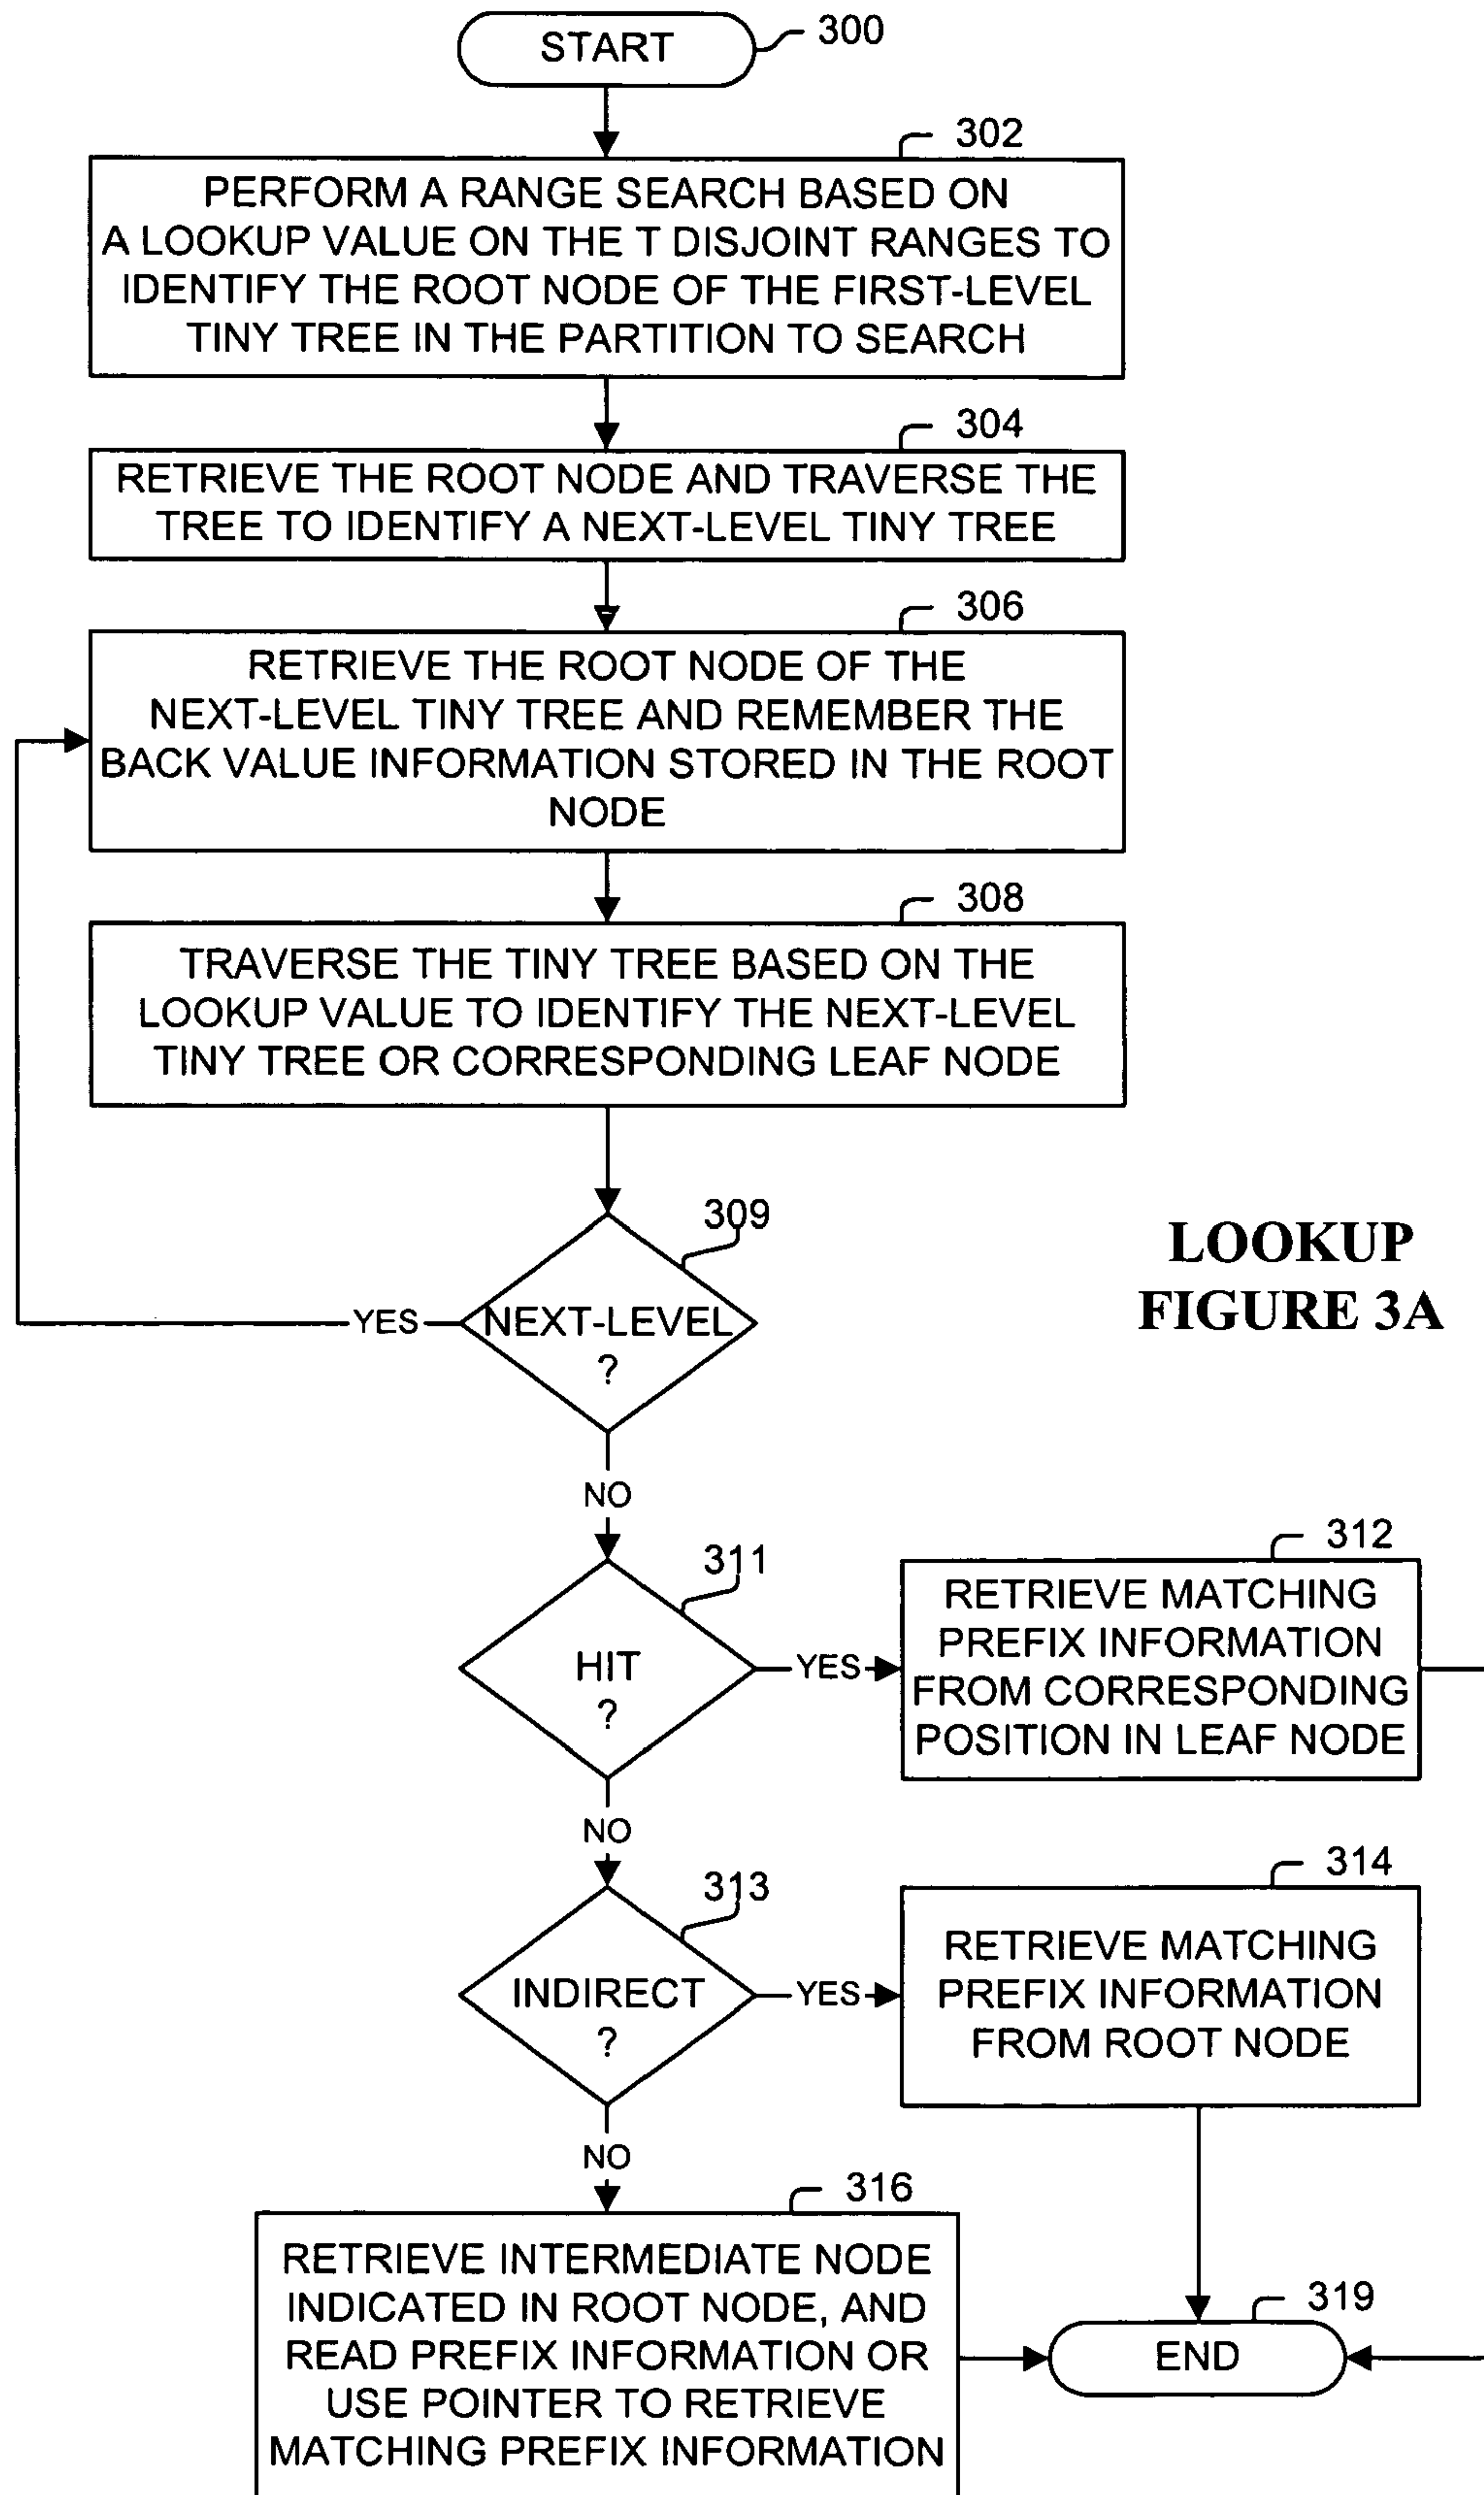 START
300
302
PERFORM A RANGE SEARCH BASED ON
A LOOKUP VALUE ON THE T DISJOINT RANGES TO
IDENTIFY THE ROOT NODE OF THE FIRST-LEVEL
TINY TREE IN THE PARTITION TO SEARCH
304
RETRIEVE THE ROOT NODE AND TRAVERSE THE
TREE TO IDENTIFY A NEXT-LEVEL TINY TREE
306
RETRIEVE THE ROOT NODE OF THE
NEXT-LEVEL TINY TREE AND REMEMBER THE
BACK VALUE INFORMATION STORED IN THE ROOT
NODE
308
TRAVERSE THE TINY TREE BASED ON THE
LOOKUP VALUE TO IDENTIFY THE NEXT-LEVEL
TINY TREE OR CORRESPONDING LEAF NODE
309
NEXT-LEVEL
?
YES
NO
LOOKUP
FIGURE 3A
311
HIT
?
YES
NO
312
RETRIEVE MATCHING
PREFIX INFORMATION
FROM CORRESPONDING
POSITION IN LEAF NODE
313
INDIRECT
?
YES
NO
314
RETRIEVE MATCHING
PREFIX INFORMATION
FROM ROOT NODE
316
RETRIEVE INTERMEDIATE NODE
INDICATED IN ROOT NODE, AND
READ PREFIX INFORMATION OR
USE POINTER TO RETRIEVE
MATCHING PREFIX INFORMATION
319
END